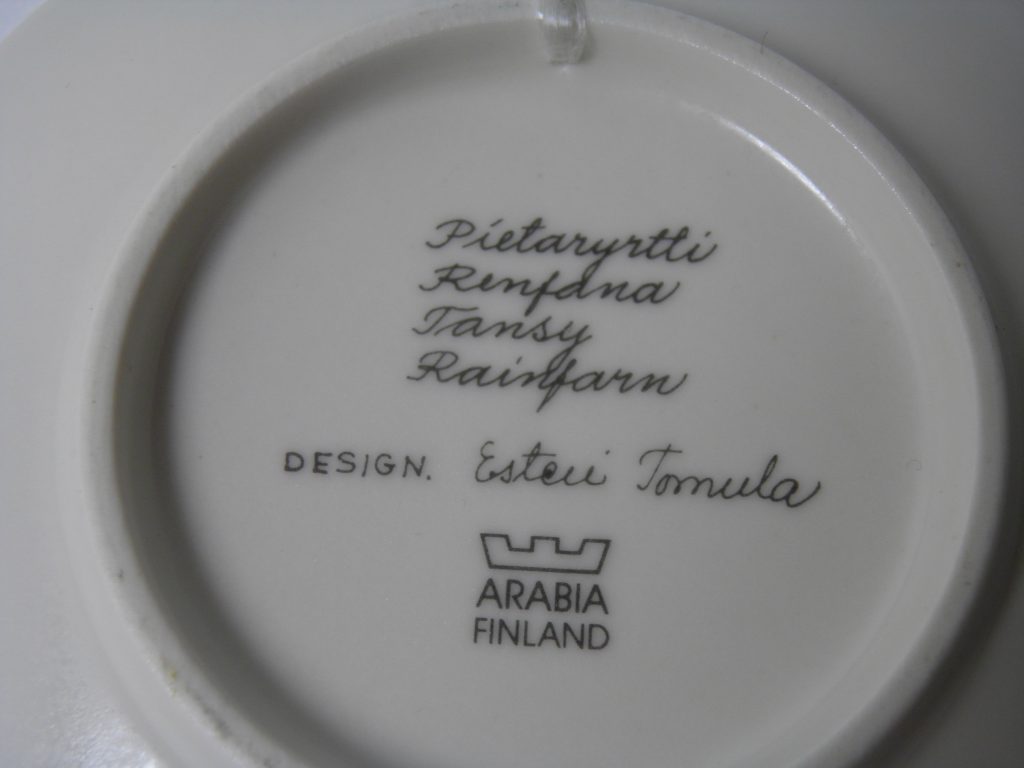 Pietaryrtti
Renfana
Tansy
Rainfarn
DESIGN. Esteri Tomula
ARABIA
FINLAND